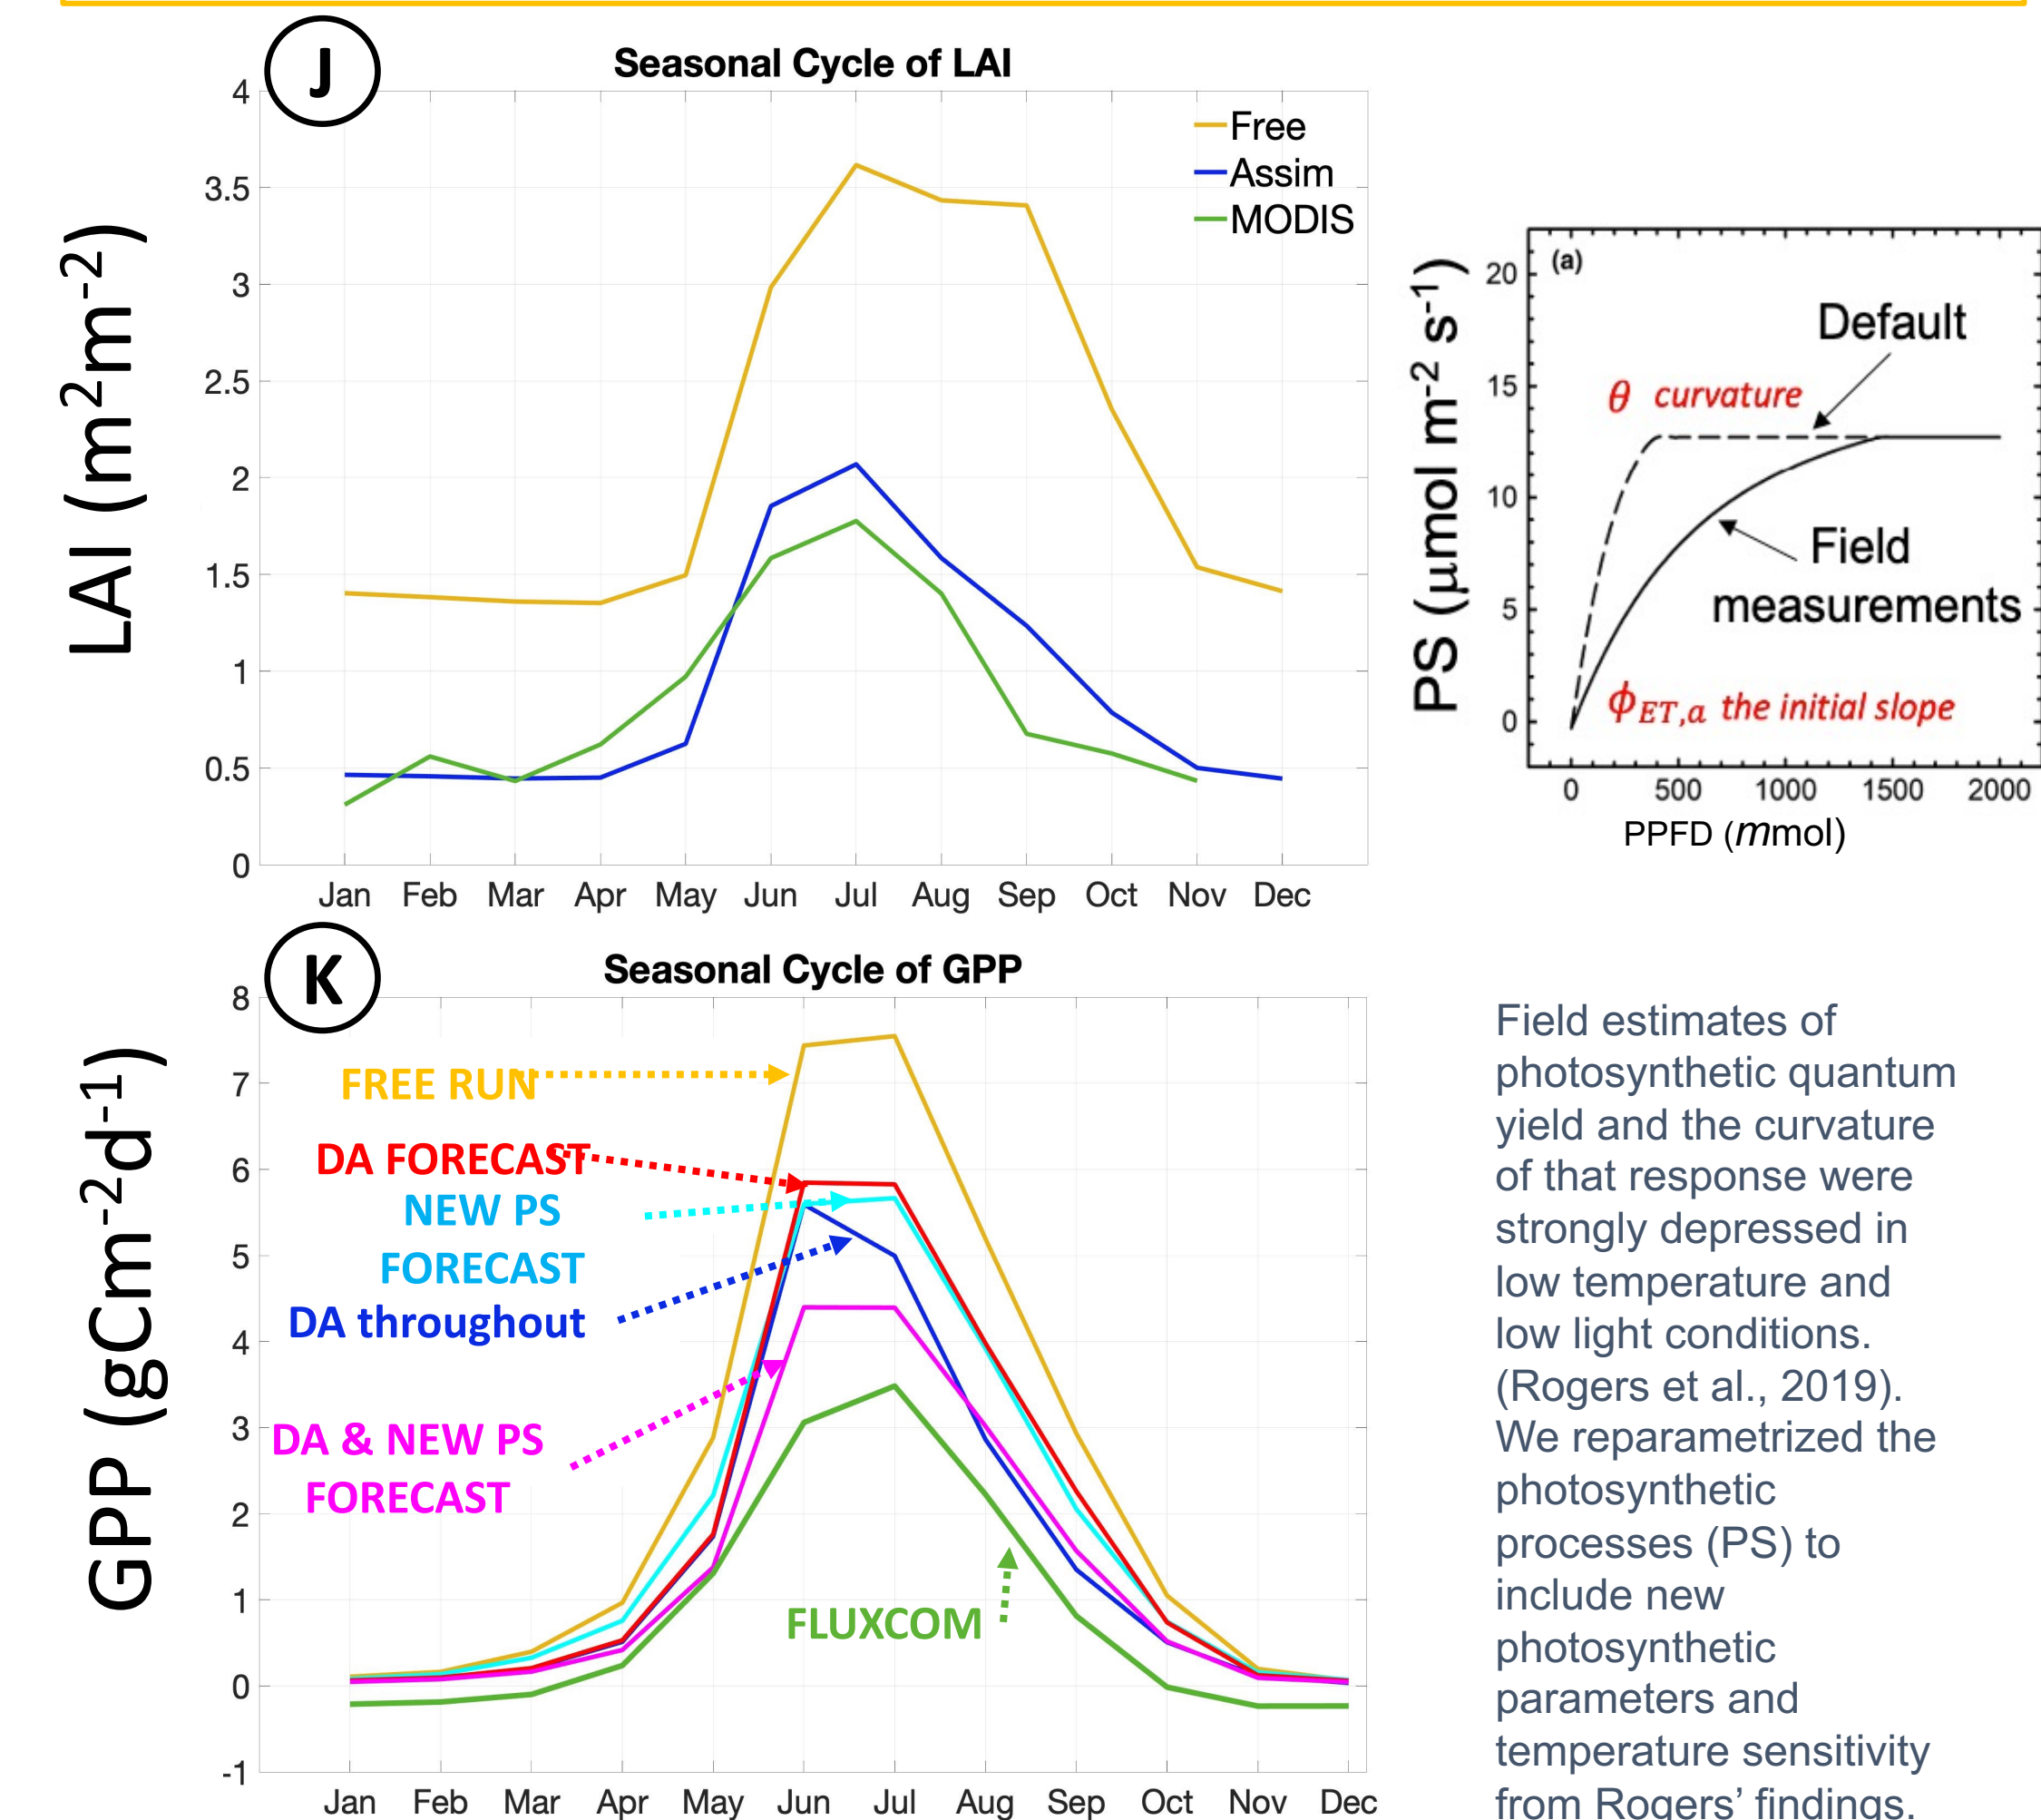 J
Seasonal Cycle of LAI
LAI (m²m⁻²)
4
3.5
3
2.5
2
1.5
1
0.5
0
Free
Assim
MODIS
Jan Feb Mar Apr May Jun Jul Aug Sep Oct Nov Dec
PS (μmol m⁻² s⁻¹)
(a)
20
15
10
5
0
Default
θ curvature
Field
measurements
ϕET,a the initial slope
0 500 1000 1500 2000
PPFD (mmol)
K
Seasonal Cycle of GPP
GPP (gCm⁻²d⁻¹)
8
7
6
5
4
3
2
1
0
-1
FREE RUN
DA FORECAST
NEW PS
FORECAST
DA throughout
DA & NEW PS
FORECAST
FLUXCOM
Jan Feb Mar Apr May Jun Jul Aug Sep Oct Nov Dec
Field estimates of
photosynthetic quantum
yield and the curvature
of that response were
strongly depressed in
low temperature and
low light conditions.
(Rogers et al., 2019).
We reparametrized the
photosynthetic
processes (PS) to
include new
photosynthetic
parameters and
temperature sensitivity
from Rogers’ findings.